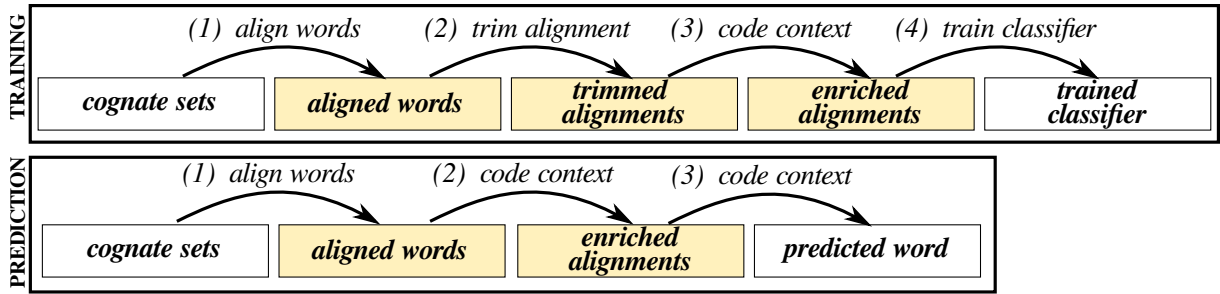 TRAINING
(1) align words (2) trim alignment (3) code context (4) train classifier
cognate sets
aligned words
trimmed
alignments
enriched
alignments
trained
classifier
PREDICTION
(1) align words (2) code context (3) code context
cognate sets
aligned words
enriched
alignments
predicted word